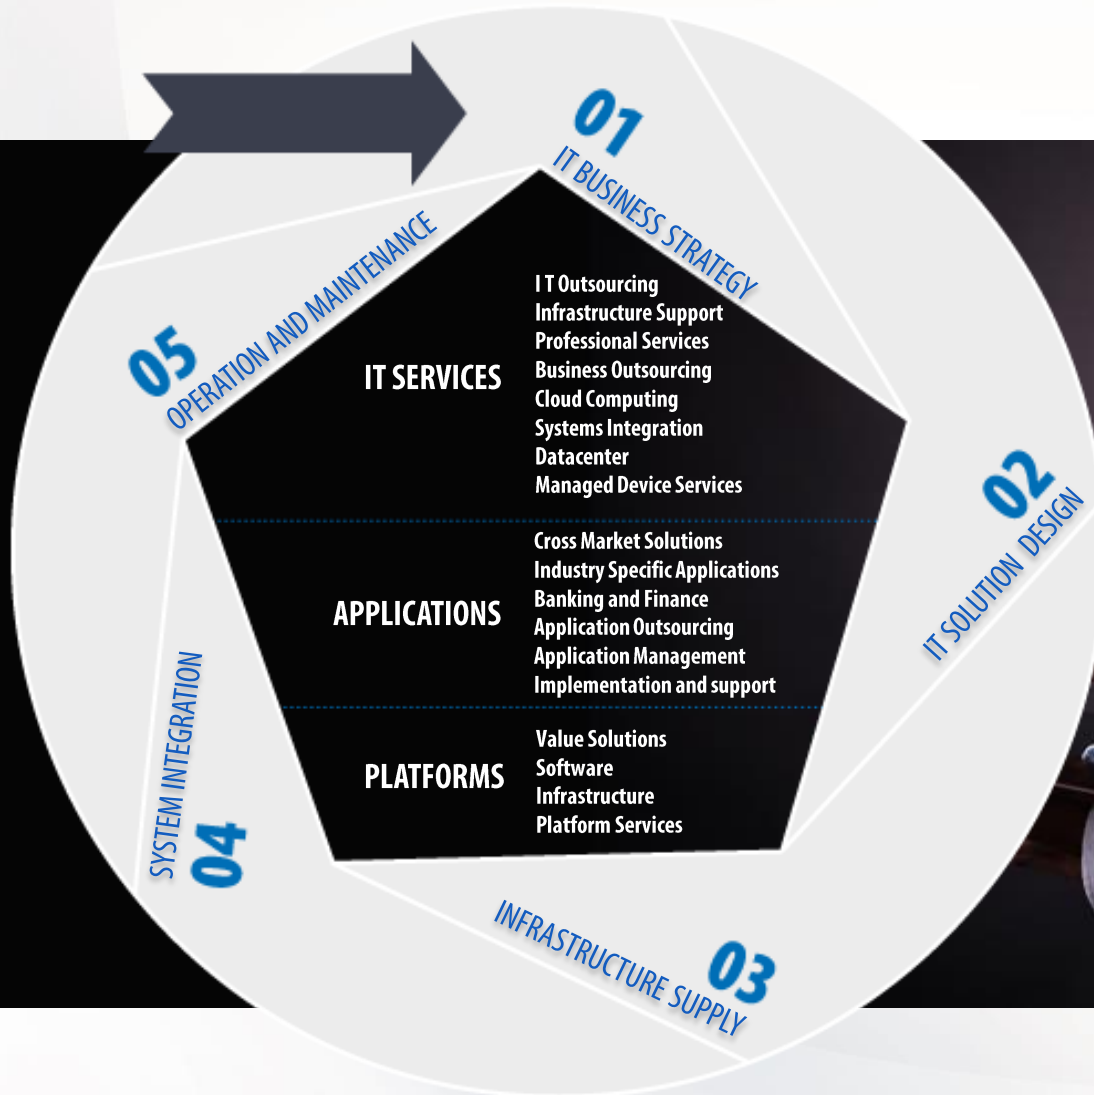 01
IT BUSINESS STRATEGY
02
IT SOLUTION DESIGN
03
INFRASTRUCTURE SUPPLY
04
SYSTEM INTEGRATION
05
OPERATION AND MAINTENANCE
IT SERVICES
I T Outsourcing
Infrastructure Support
Professional Services
Business Outsourcing
Cloud Computing
Systems Integration
Datacenter
Managed Device Services
APPLICATIONS
Cross Market Solutions
Industry Specific Applications
Banking and Finance
Application Outsourcing
Application Management
Implementation and support
PLATFORMS
Value Solutions
Software
Infrastructure
Platform Services